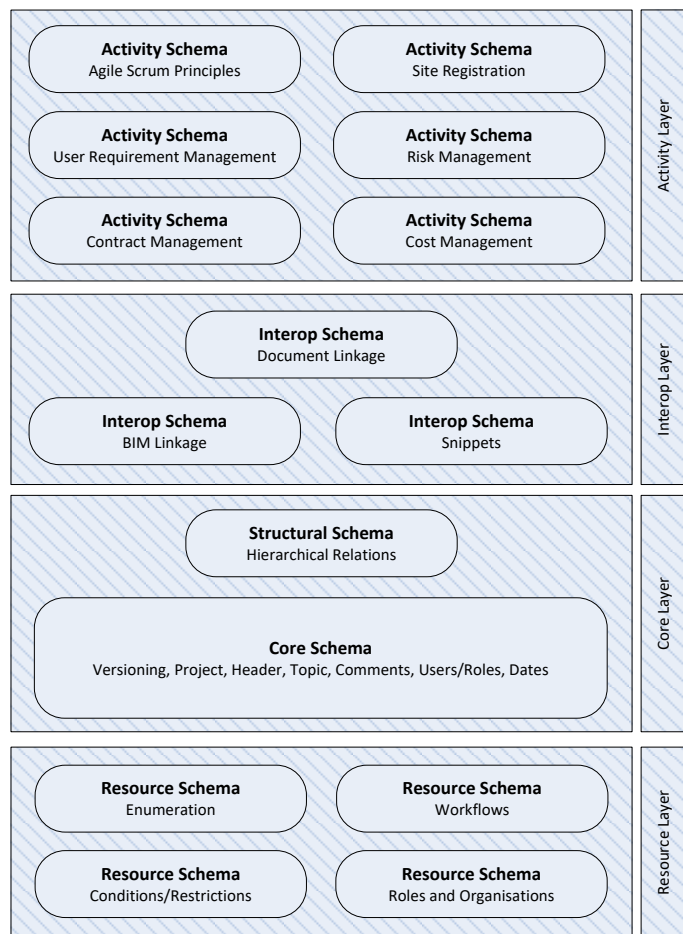 Activity Schema
Agile Scrum Principles
Activity Schema
Site Registration
Activity Schema
User Requirement Management
Activity Schema
Risk Management
Activity Schema
Contract Management
Activity Schema
Cost Management
Activity Layer
Interop Schema
Document Linkage
Interop Schema
BIM Linkage
Interop Schema
Snippets
Interop Layer
Structural Schema
Hierarchical Relations
Core Schema
Versioning, Project, Header, Topic, Comments, Users/Roles, Dates
Core Layer
Resource Schema
Enumeration
Resource Schema
Workflows
Resource Schema
Conditions/Restrictions
Resource Schema
Roles and Organisations
Resource Layer